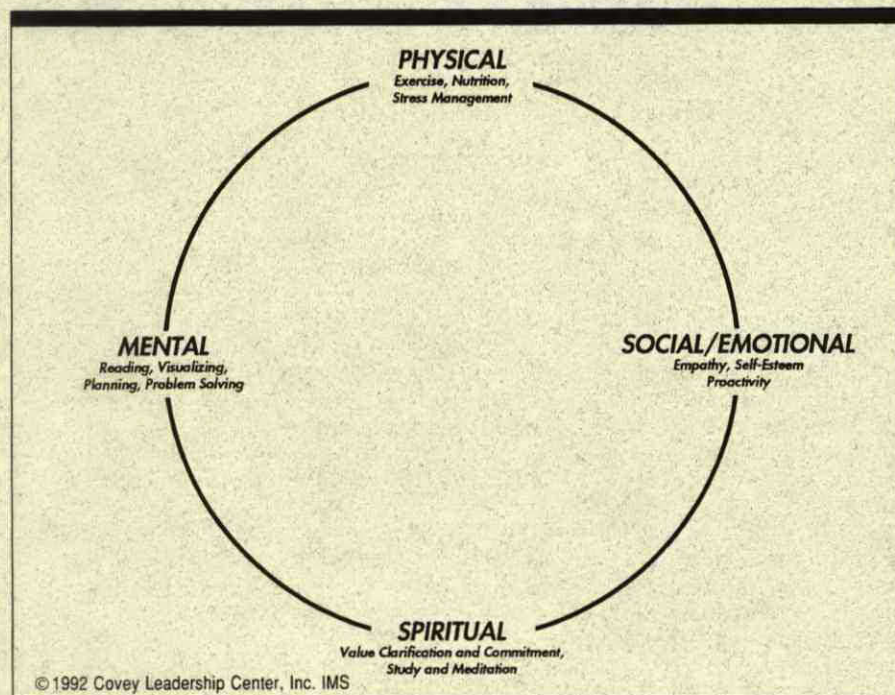 PHYSICAL
Exercise, Nutrition,
Stress Management
MENTAL
Reading, Visualizing,
Planning, Problem Solving
SOCIAL/EMOTIONAL
Empathy, Self-Esteem
Proactivity
SPIRITUAL
Value Clarification and Commitment,
Study and Meditation
© 1992 Covey Leadership Center, Inc. IMS